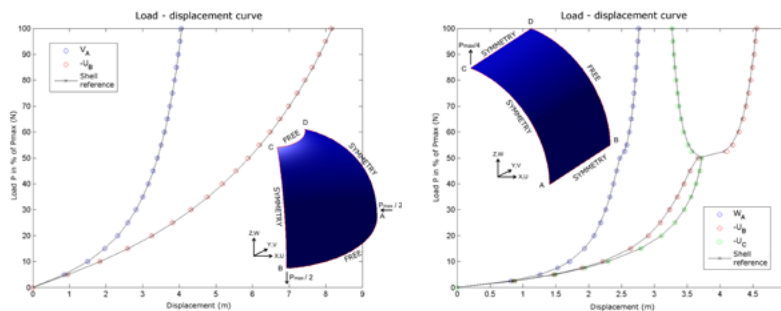 Load - displacement curve
Load P in % of Pmax (N)
100
90
80
70
60
50
40
30
20
10
0
V_A
-U_B
Shell
reference
D
FREE
C
SYMMETRY
SYMMETRY
P_max / 2
A
Z,W
Y,V
X,U
FREE
B
P_max / 2
0 1 2 3 4 5 6 7 8 9
Displacement (m)
Load - displacement curve
Load P in % of Pmax (N)
100
90
80
70
60
50
40
30
20
10
0
D
P_max/4
SYMMETRY
C
FREE
SYMMETRY
B
Z,W
Y,V
X,U
SYMMETRY
A
W_A
-U_B
-U_C
Shell
reference
0 0.5 1 1.5 2 2.5 3 3.5 4 4.5
Displacement (m)